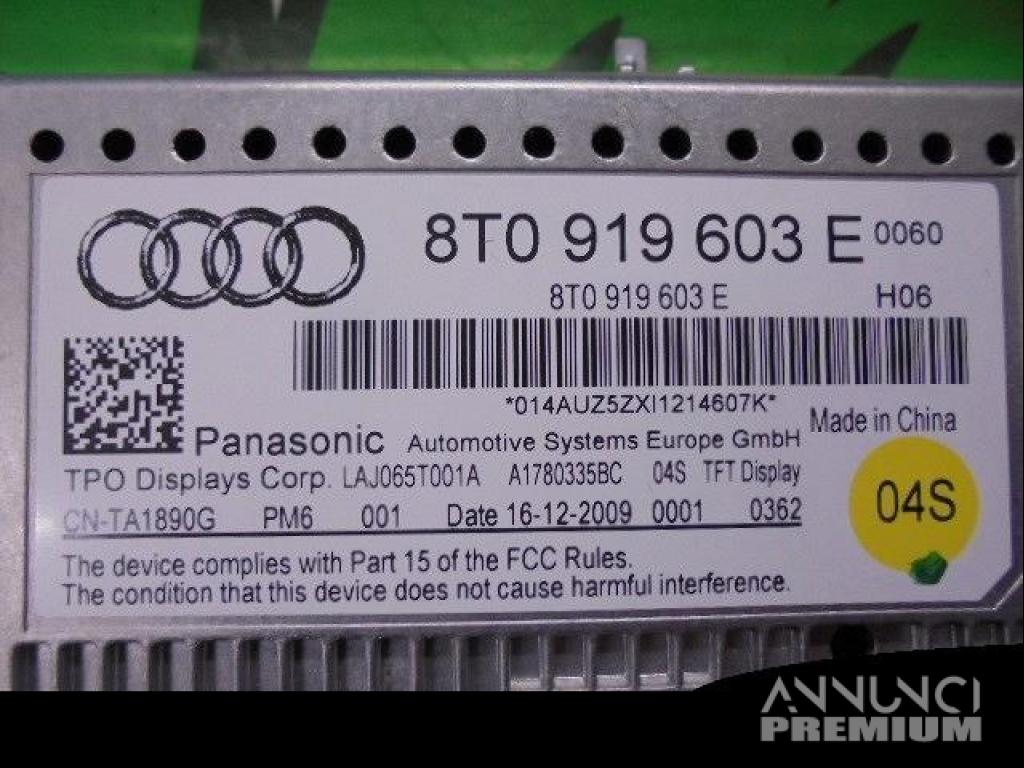 8T0 919 603 E 0060
8T0 919 603 E H06
*014AUZ5ZXI1214607K*
Made in China
Panasonic Automotive Systems Europe GmbH
TPO Displays Corp. LAJ065T001A A1780335BC 04S TFT Display
CN-TA1890G PM6 001 Date 16-12-2009 0001 0362
04S
The device complies with Part 15 of the FCC Rules.
The condition that this device does not cause harmful interference.
ANNUNCI
PREMIUM